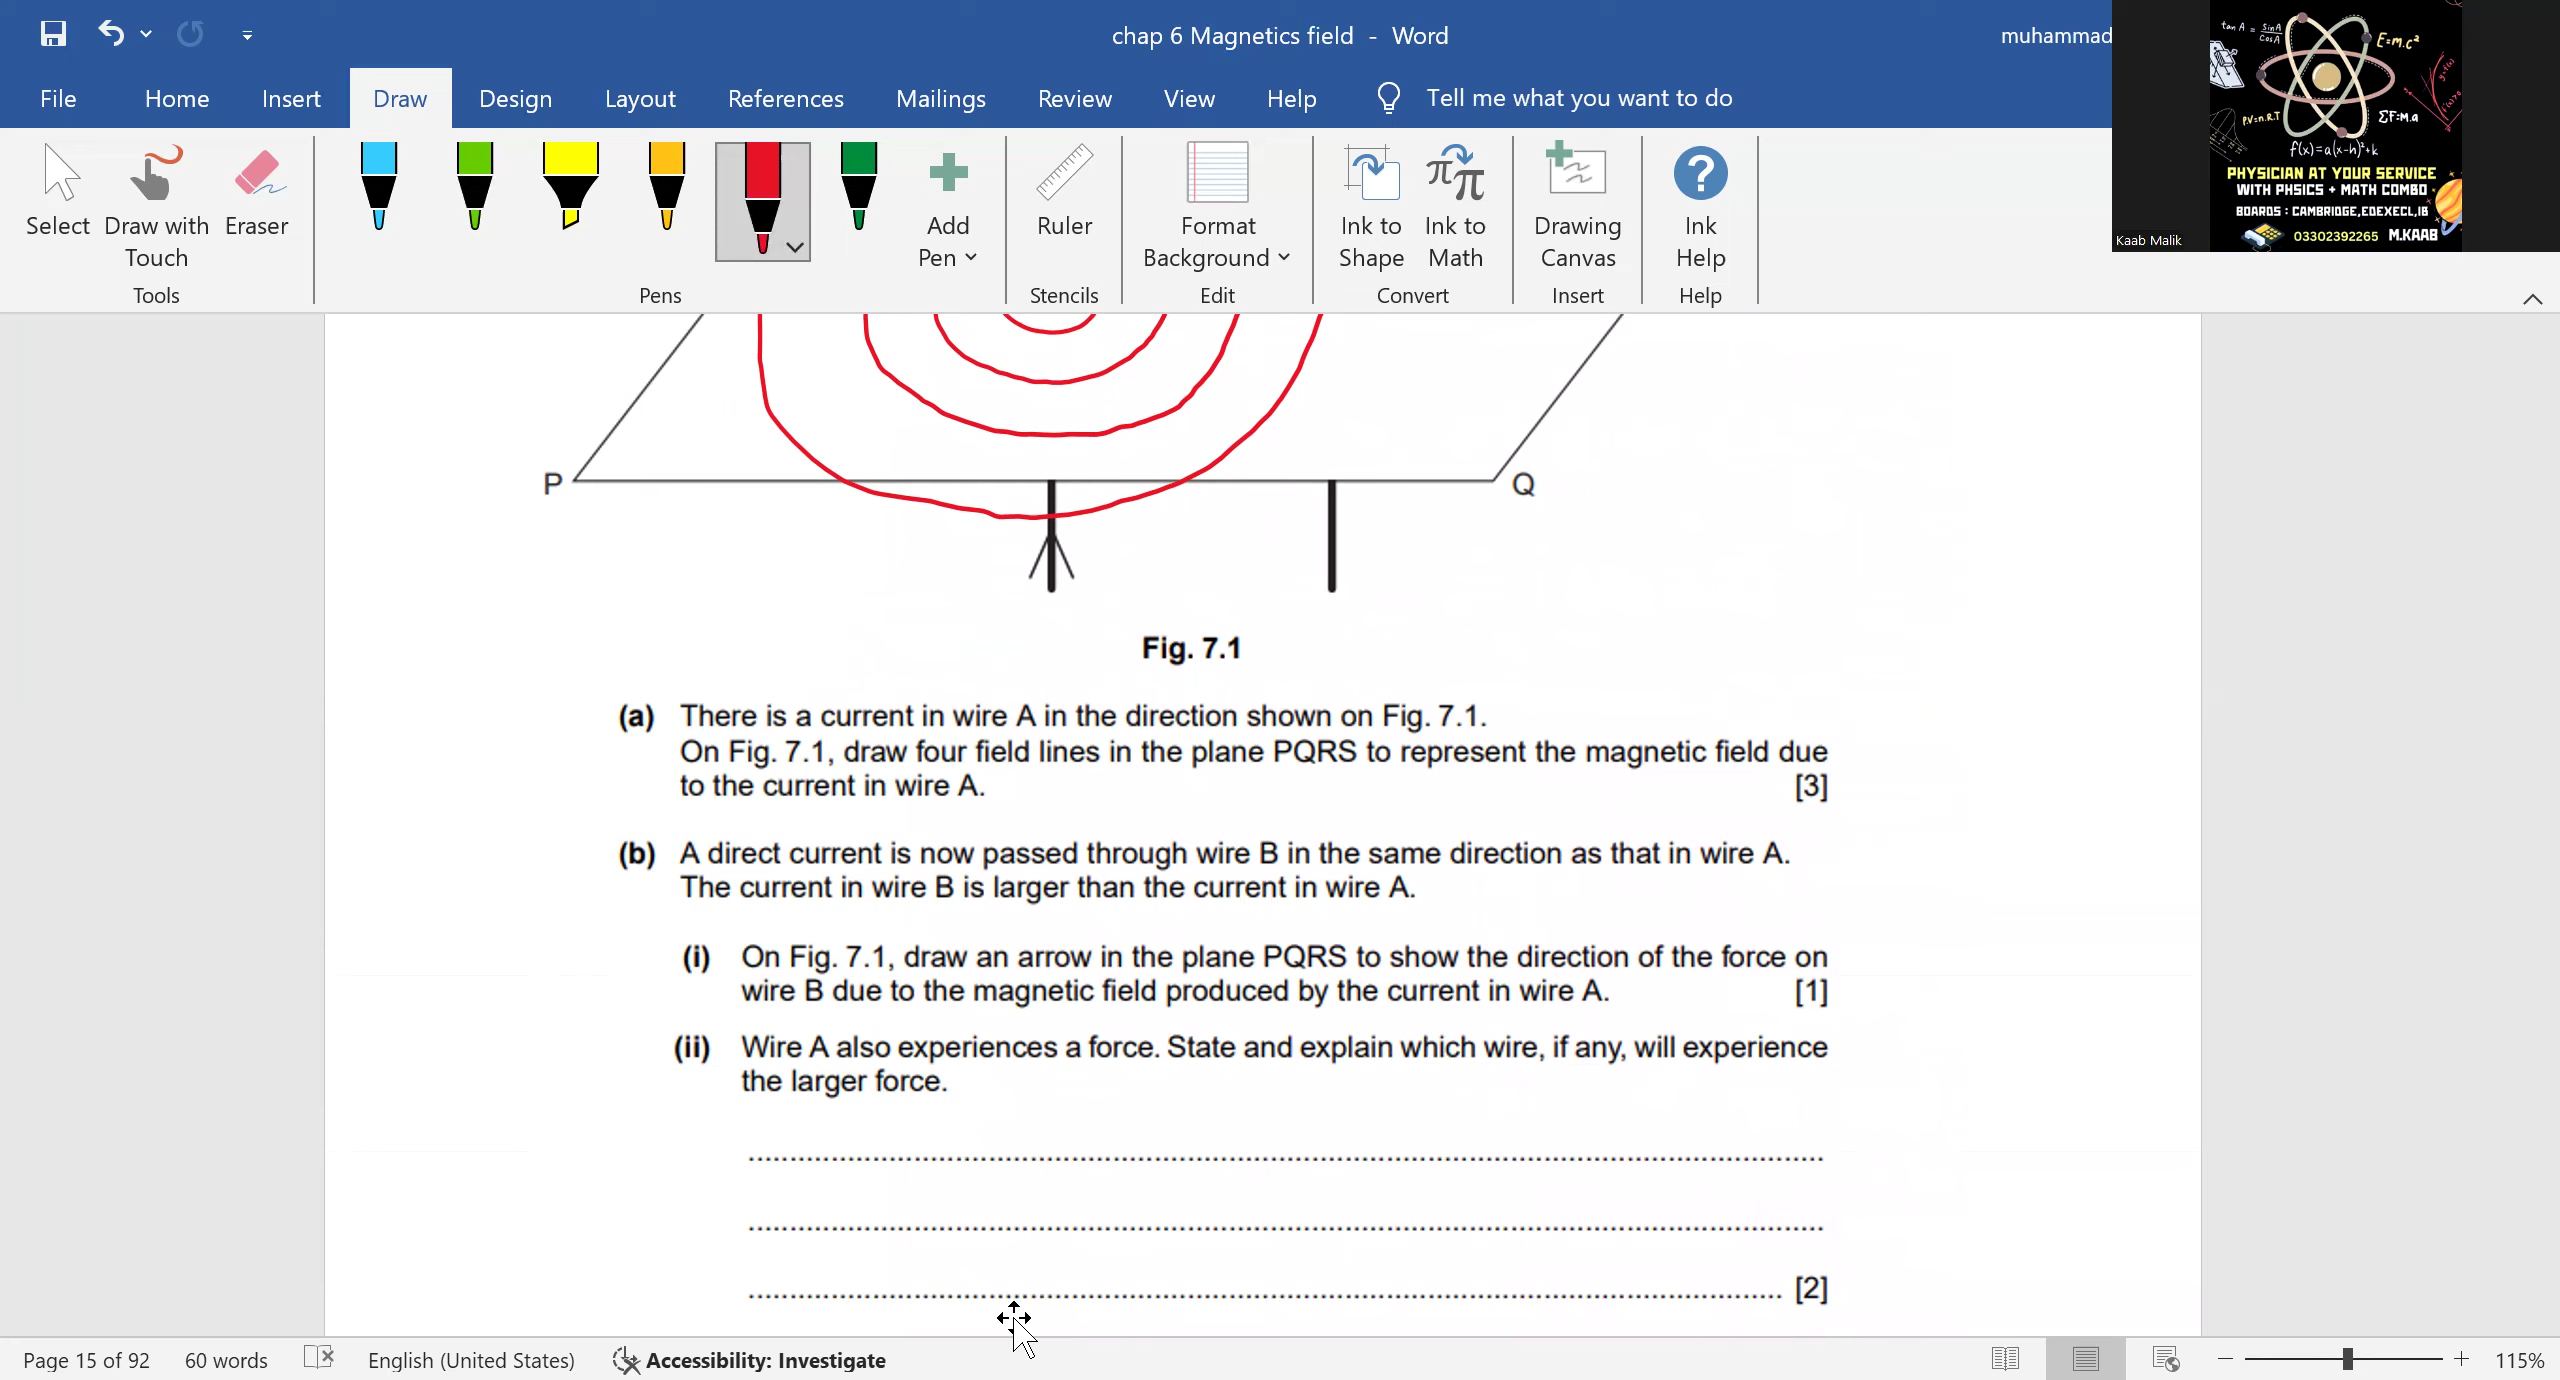 chap 6 Magnetics field - Word
muhammad
File Home Insert Draw Design Layout References Mailings Review View Help Tell me what you want to do
Select Draw with Touch Eraser
Add Pen
Ruler
Format Background
Ink to Shape Ink to Math
Drawing Canvas
Ink Help
Tools Pens Stencils Edit Convert Insert Help
tan A = SinA CosA
E=m.c²
P.V=n.R.T
ΣF=M.a
f(x)=a(x-h)²+k
PHYSICIAN AT YOUR SERVICE
WITH PHSICS + MATH COMBO
BOARDS : CAMBRIDGE,EDEXECL,IB
03302392265 M.KAAB
Kaab Malik
P Q
Fig. 7.1
(a) There is a current in wire A in the direction shown on Fig. 7.1.
On Fig. 7.1, draw four field lines in the plane PQRS to represent the magnetic field due
to the current in wire A. [3]
(b) A direct current is now passed through wire B in the same direction as that in wire A.
The current in wire B is larger than the current in wire A.
(i) On Fig. 7.1, draw an arrow in the plane PQRS to show the direction of the force on
wire B due to the magnetic field produced by the current in wire A. [1]
(ii) Wire A also experiences a force. State and explain which wire, if any, will experience
the larger force.
[2]
Page 15 of 92 60 words English (United States) Accessibility: Investigate 115%